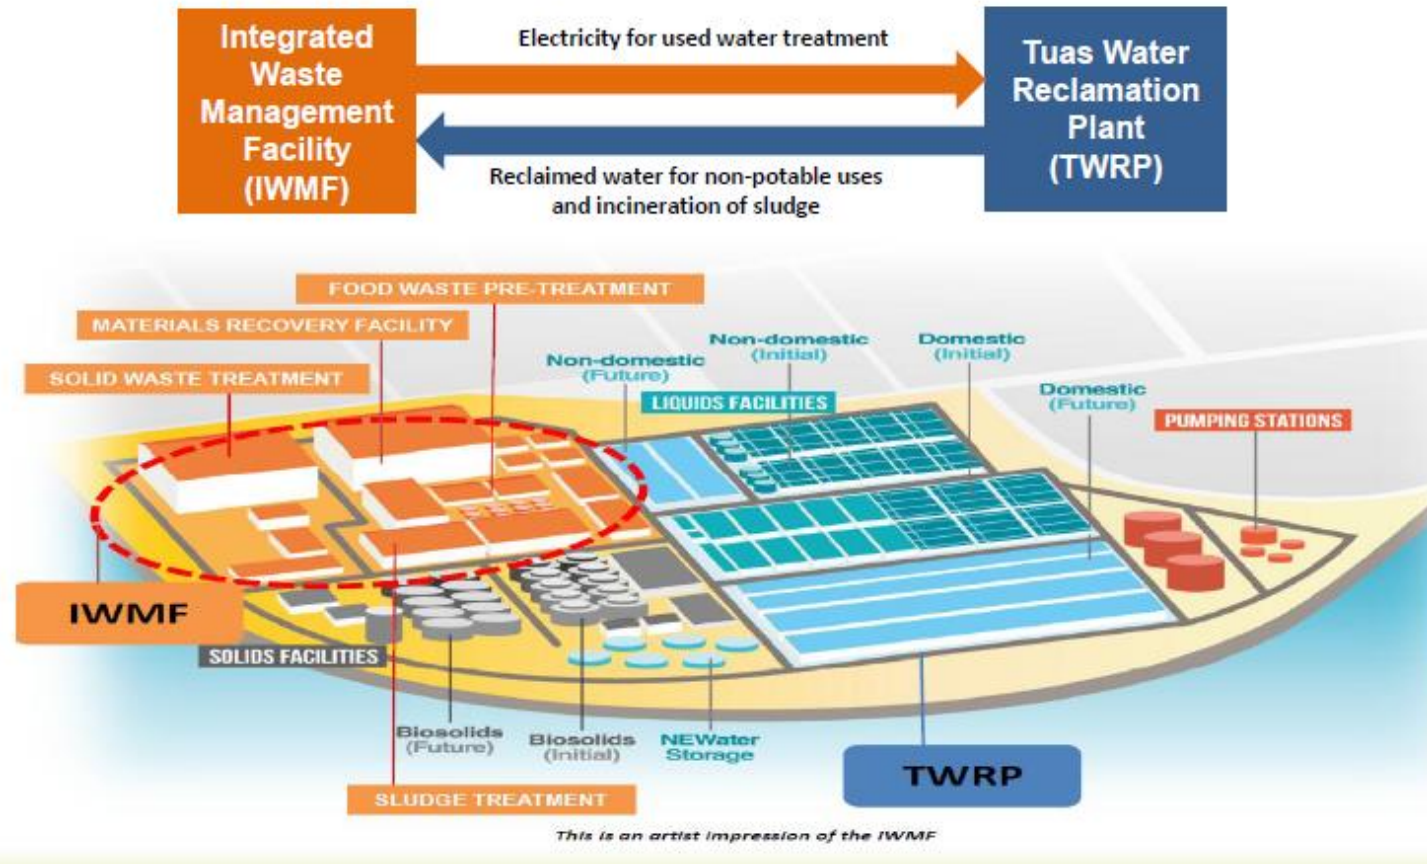 Integrated
Waste
Management
Facility
(IWMF)
Electricity for used water treatment
Reclaimed water for non-potable uses
and incineration of sludge
Tuas Water
Reclamation
Plant
(TWRP)
FOOD WASTE PRE-TREATMENT
MATERIALS RECOVERY FACILITY
SOLID WASTE TREATMENT
Non-domestic
(Future)
Non-domestic
(Initial)
Domestic
(Initial)
Domestic
(Future)
LIQUIDS FACILITIES
PUMPING STATIONS
IWMF
SOLIDS FACILITIES
Biosolids
(Future)
Biosolids
(Initial)
NEWater
Storage
TWRP
SLUDGE TREATMENT
This is an artist impression of the IWMF